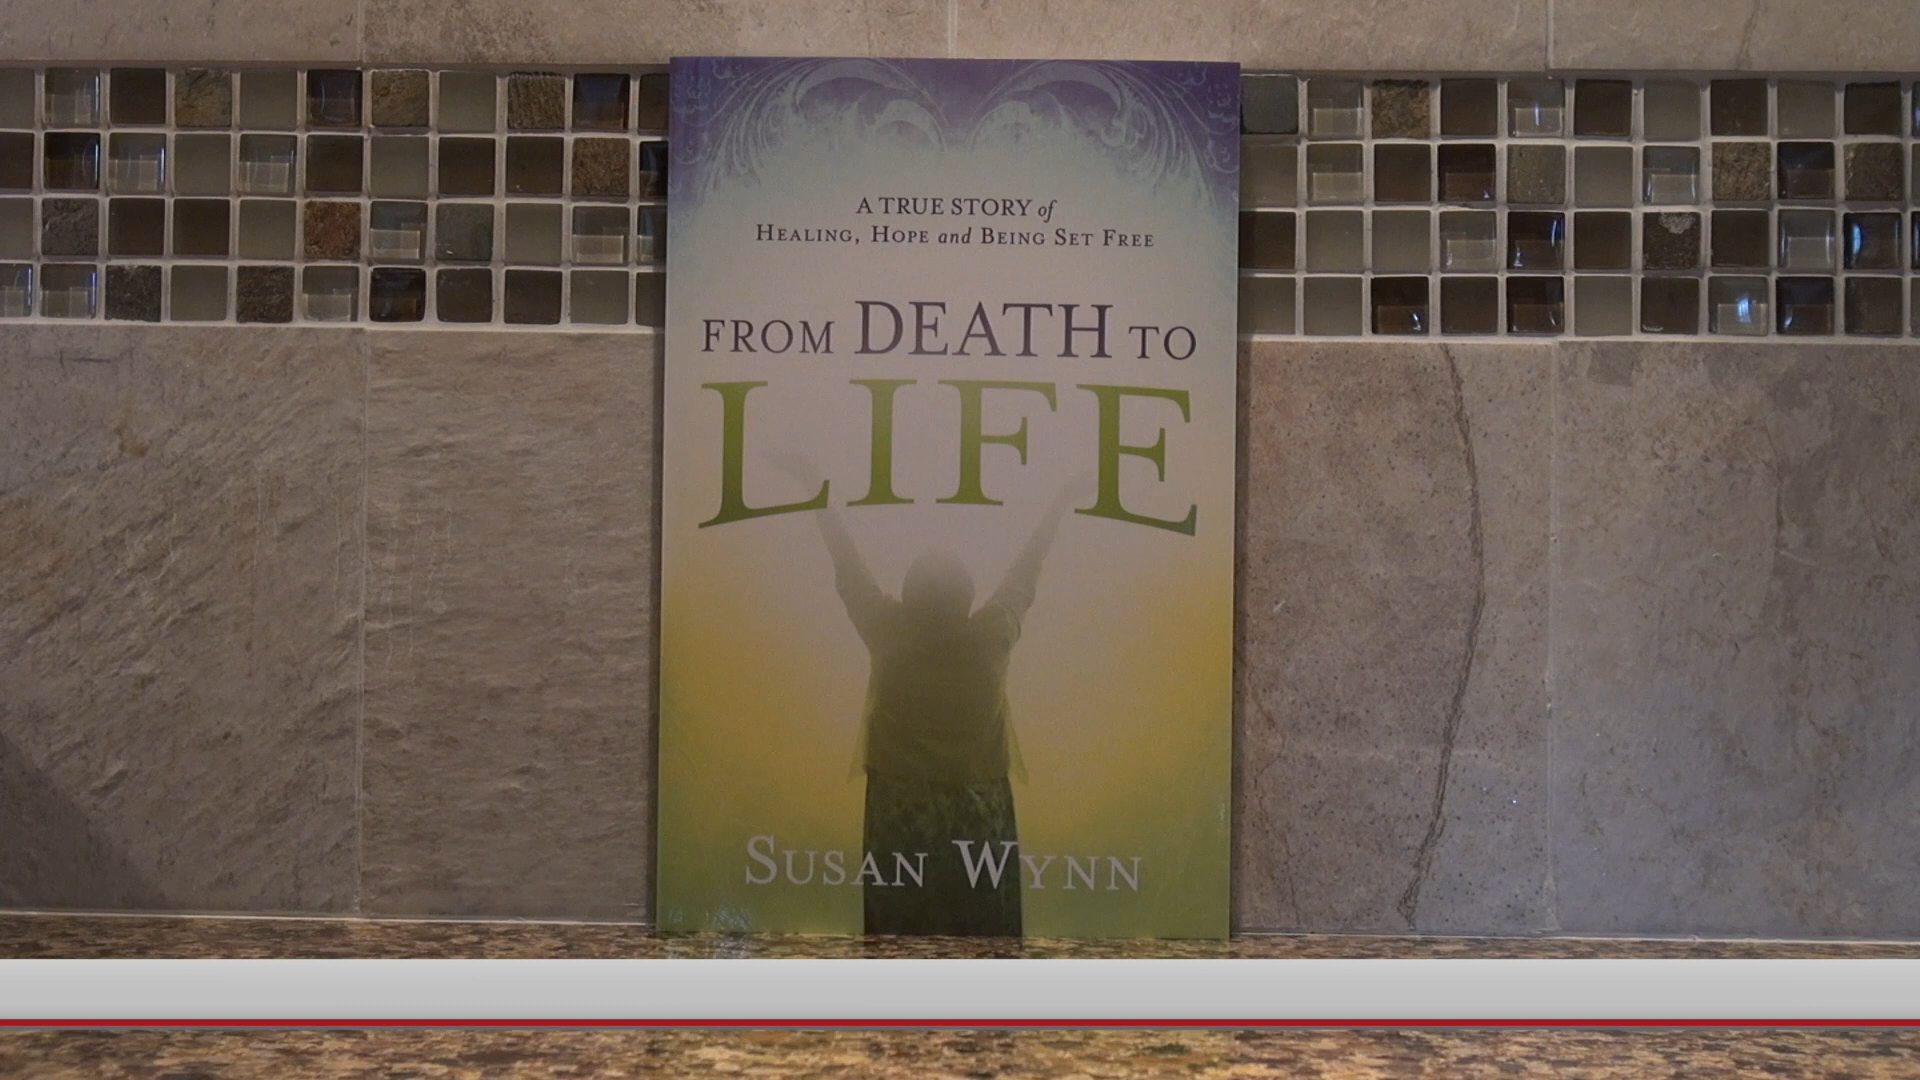 A TRUE STORY of
HEALING, HOPE and BEING SET FREE
FROM DEATH TO
LIFE
SUSAN WYNN